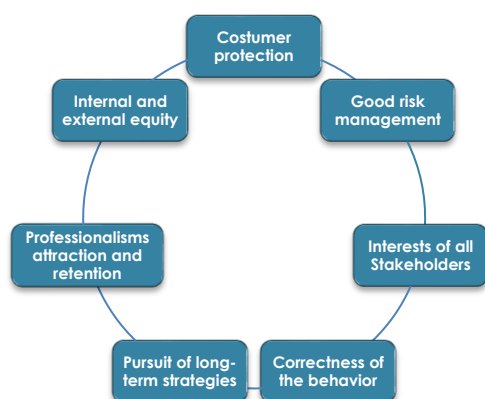 Costumer
protection
Good risk
management
Interests of all
Stakeholders
Correctness of
the behavior
Pursuit of long-
term strategies
Professionalisms
attraction and
retention
Internal and
external equity